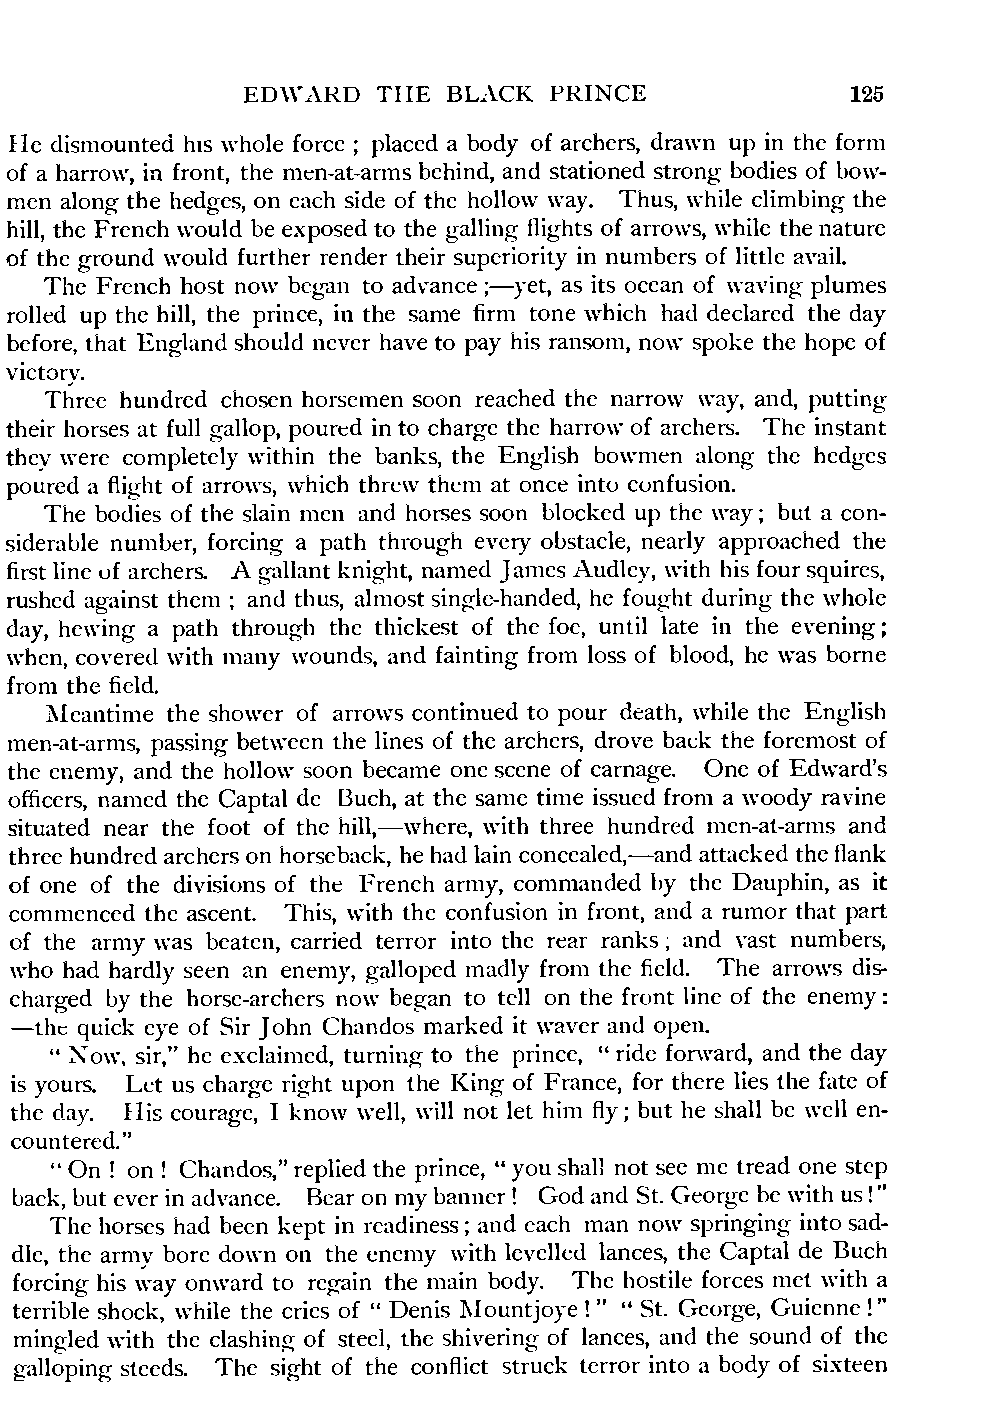 EDWARD THE BLACK PRINCE 125
He dismounted his whole force ; placed a body of archers, drawn up in the form
of a harrow, in front, the men-at-arms behind, and stationed strong bodies of bow-
men along the hedges, on each side of the hollow way. Thus, while climbing the
hill, the French would be exposed to the galling flights of arrows, while the nature
of the ground would further render their superiority in numbers of little avail.
The French host now began to advance ;—yet, as its ocean of waving plumes
rolled up the hill, the prince, in the same firm tone which had declared the day
before, that England should never have to pay his ransom, now spoke the hope of
victory.
Three hundred chosen horsemen soon reached the narrow way, and, putting
their horses at full gallop, poured in to charge the harrow of archers. The instant
they were completely within the banks, the English bowmen along the hedges
poured a flight of arrows, which threw them at once into confusion.
The bodies of the slain men and horses soon blocked up the way ; but a con-
siderable number, forcing a path through every obstacle, nearly approached the
first line of archers. A gallant knight, named James Audley, with his four squires,
rushed against them ; and thus, almost single-handed, he fought during the whole
day, hewing a path through the thickest of the foe, until late in the evening ;
when, covered with many wounds, and fainting from loss of blood, he was borne
from the field.
Meantime the shower of arrows continued to pour death, while the English
men-at-arms, passing between the lines of the archers, drove back the foremost of
the enemy, and the hollow soon became one scene of carnage. One of Edward's
officers, named the Captal de Buch, at the same time issued from a woody ravine
situated near the foot of the hill,—where, with three hundred men-at-arms and
three hundred archers on horseback, he had lain concealed,—and attacked the flank
of one of the divisions of the French army, commanded by the Dauphin, as it
commenced the ascent. This, with the confusion in front, and a rumor that part
of the army was beaten, carried terror into the rear ranks ; and vast numbers,
who had hardly seen an enemy, galloped madly from the field. The arrows dis-
charged by the horse-archers now began to tell on the front line of the enemy :
—the quick eye of Sir John Chandos marked it waver and open.
“ Now, sir,” he exclaimed, turning to the prince, “ ride forward, and the day
is yours. Let us charge right upon the King of France, for there lies the fate of
the day. His courage, I know well, will not let him fly ; but he shall be well en-
countered.”
“ On ! on ! Chandos,” replied the prince, “ you shall not see me tread one step
back, but ever in advance. Bear on my banner ! God and St. George be with us !”
The horses had been kept in readiness ; and each man now springing into sad-
dle, the army bore down on the enemy with levelled lances, the Captal de Buch
forcing his way onward to regain the main body. The hostile forces met with a
terrible shock, while the cries of “ Denis Mountjoye ! ” “ St. George, Guienne !”
mingled with the clashing of steel, the shivering of lances, and the sound of the
galloping steeds. The sight of the conflict struck terror into a body of sixteen